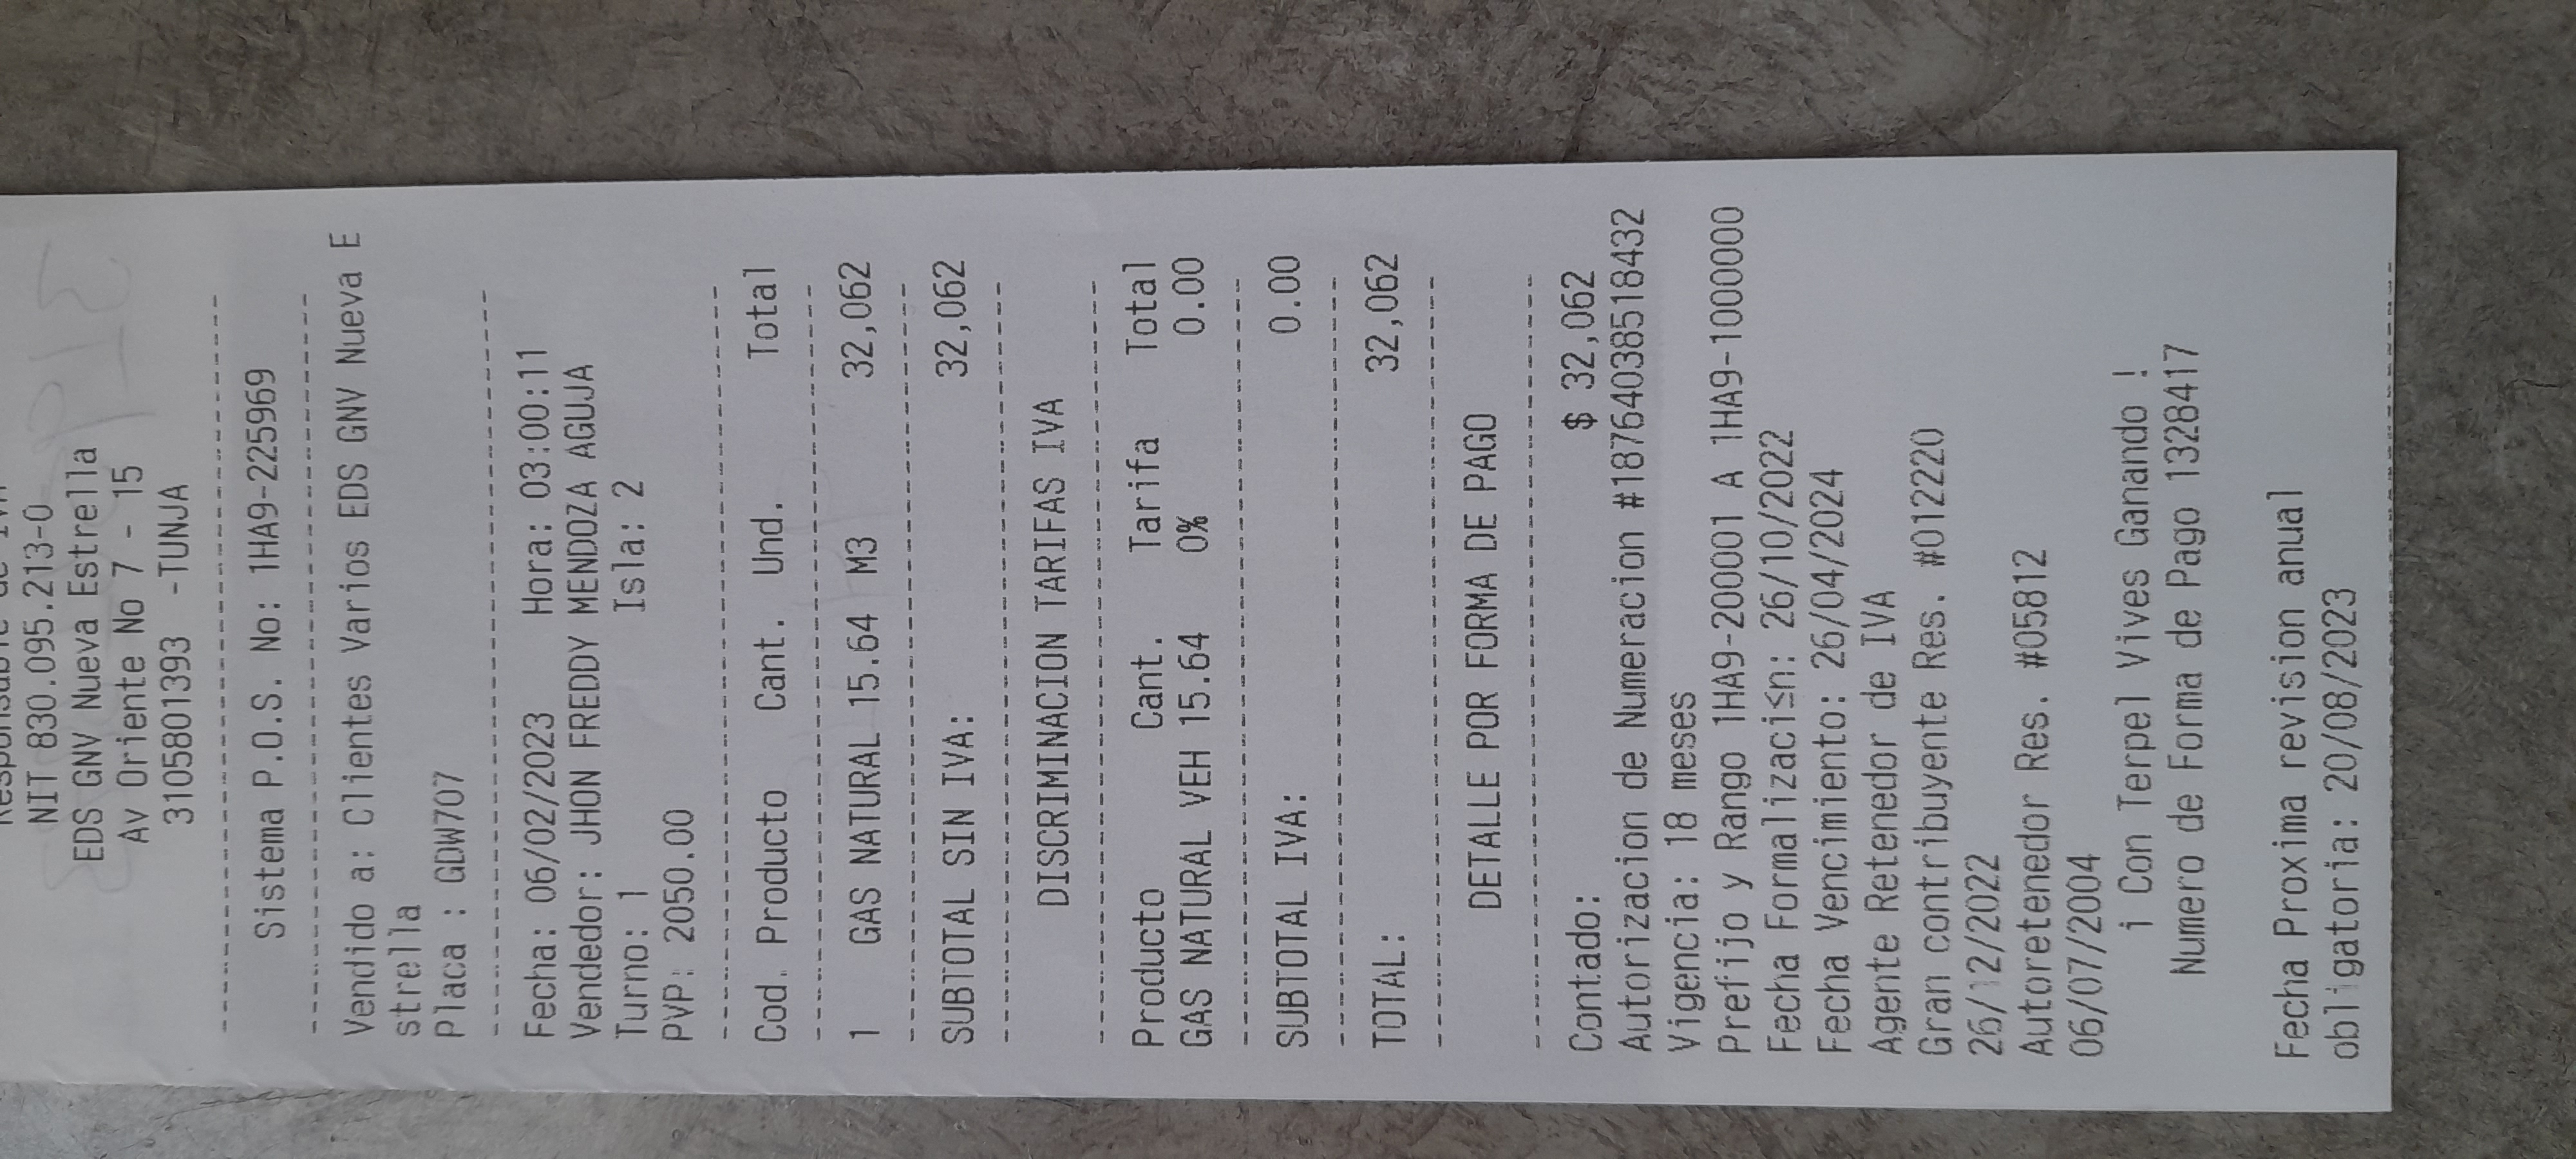 Responsable de IVA
NIT 830.095.213-0
EDS GNV Nueva Estrella
Av Oriente No 7 - 15
3105801393 -TUNJA
Sistema P.O.S. No: 1HA9-225969
Vendido a: Clientes Varios EDS GNV Nueva E
strella
Placa : GDW707
Fecha: 06/02/2023 Hora: 03:00:11
Vendedor: JHON FREDDY MENDOZA AGUJA
Turno: 1 Isla: 2
PVP: 2050.00
Cod. Producto Cant. Und. Total
1 GAS NATURAL 15.64 M3 32,062
SUBTOTAL SIN IVA: 32,062
DISCRIMINACION TARIFAS IVA
Producto Cant. Tarifa Total
GAS NATURAL VEH 15.64 0% 0.00
SUBTOTAL IVA: 0.00
TOTAL: 32,062
DETALLE POR FORMA DE PAGO
Contado: $ 32,062
Autorizacion de Numeracion #18764038518432
Vigencia: 18 meses
Prefijo y Rango 1HA9-200001 A 1HA9-1000000
Fecha Formalizaci≤n: 26/10/2022
Fecha Vencimiento: 26/04/2024
Agente Retenedor de IVA
Gran contribuyente Res. #012220
26/12/2022
Autoretenedor Res. #05812
06/07/2004
¡ Con Terpel Vives Ganando !
Numero de Forma de Pago 1328417
Fecha Proxima revision anual
obligatoria: 20/08/2023